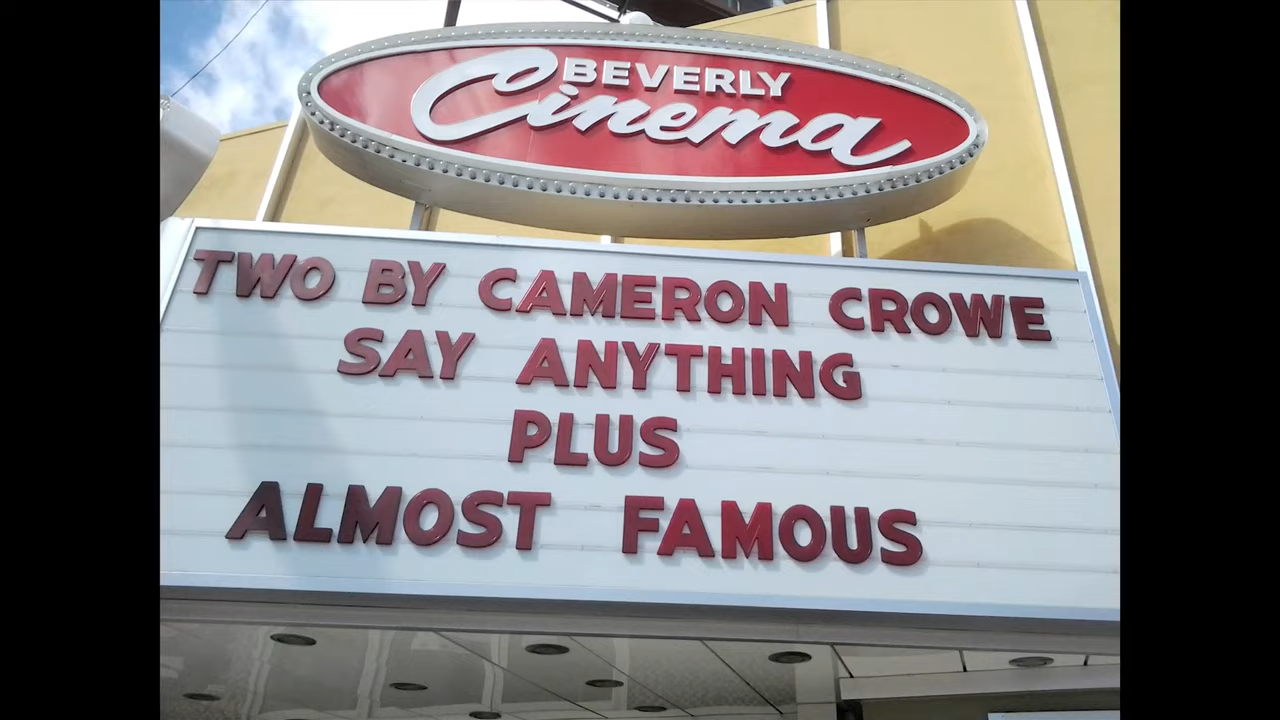 BEVERLY
Cinema
TWO BY CAMERON CROWE
SAY ANYTHING
PLUS
ALMOST FAMOUS